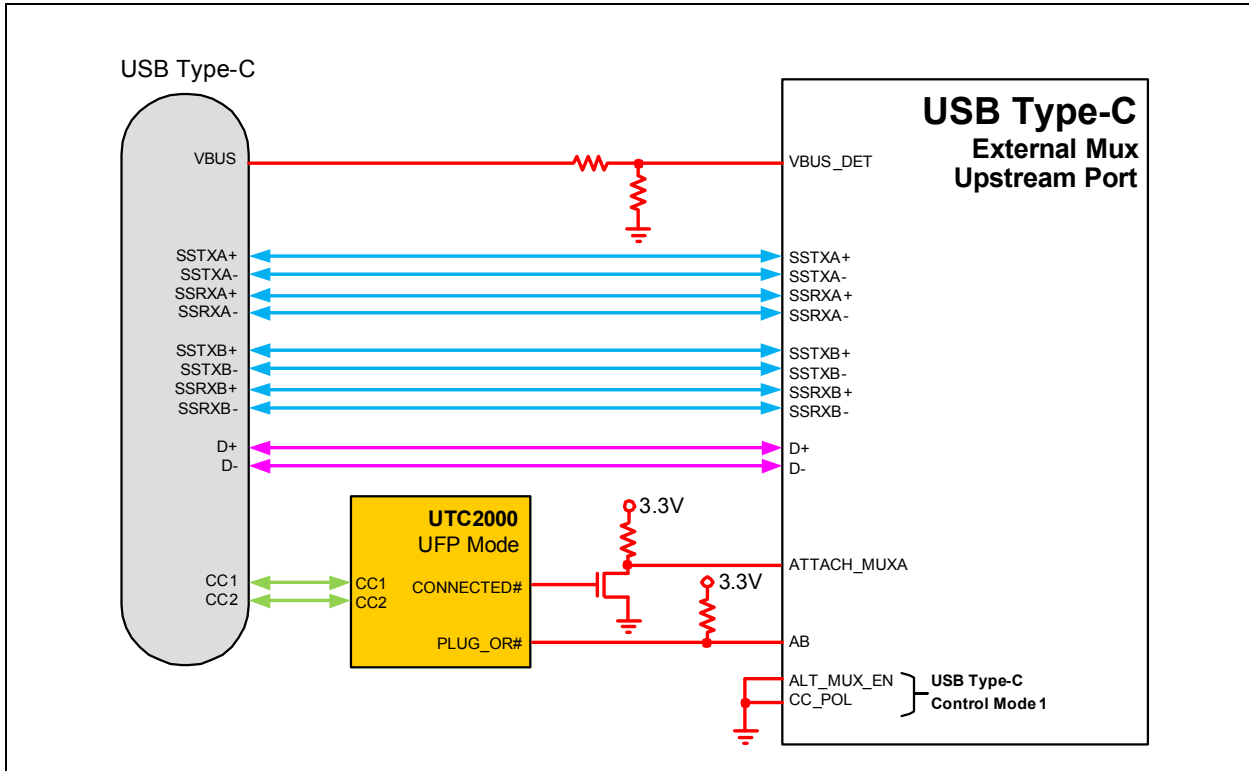 USB Type-C
USB Type-C
External Mux
Upstream Port
VBUS
VBUS_DET
SSTXA+
SSTXA-
SSRXA+
SSRXA-
SSTXA+
SSTXA-
SSRXA+
SSRXA-
SSTXB+
SSTXB-
SSRXB+
SSRXB-
SSTXB+
SSTXB-
SSRXB+
SSRXB-
D+
D-
D+
D-
UTC2000
UFP Mode
CC1
CC2
CC1
CC2
CONNECTED#
PLUG_OR#
3.3V
3.3V
ATTACH_MUXA
AB
ALT_MUX_EN
CC_POL
USB Type-C
Control Mode 1